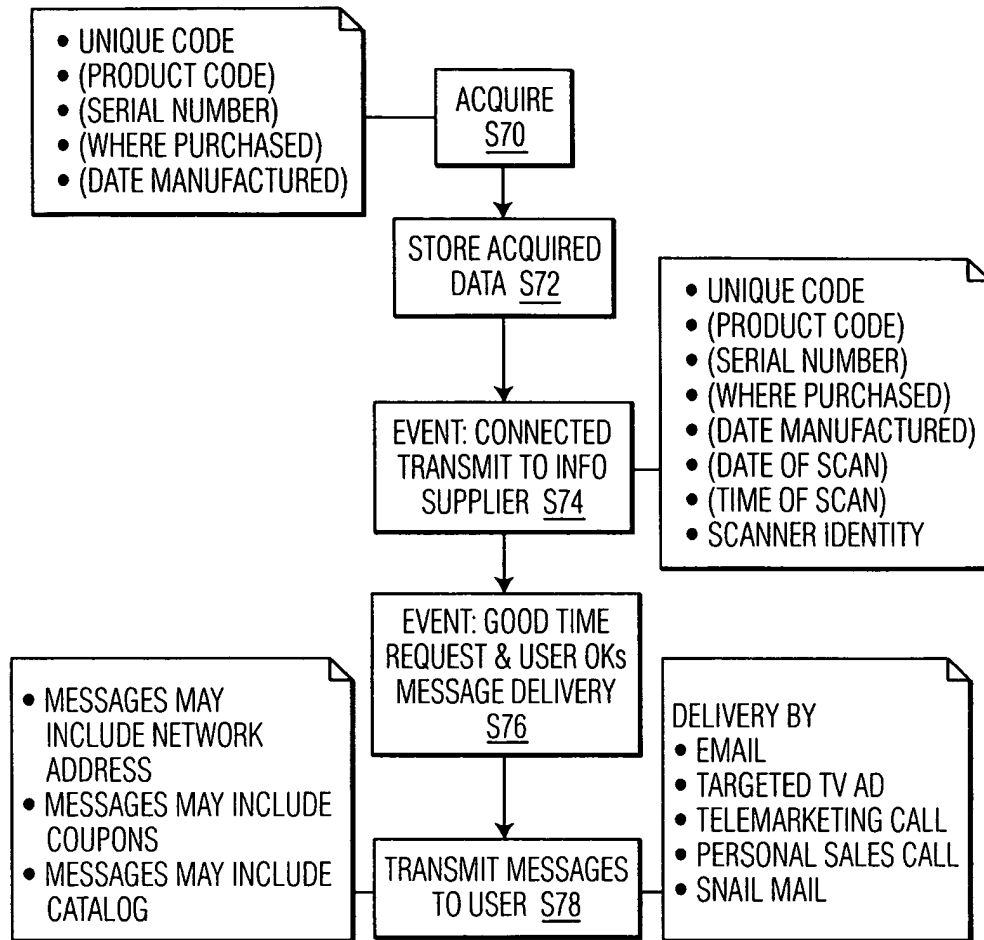 • UNIQUE CODE
• (PRODUCT CODE)
• (SERIAL NUMBER)
• (WHERE PURCHASED)
• (DATE MANUFACTURED)
ACQUIRE
S70
STORE ACQUIRED
DATA S72
• UNIQUE CODE
• (PRODUCT CODE)
• (SERIAL NUMBER)
• (WHERE PURCHASED)
• (DATE MANUFACTURED)
• (DATE OF SCAN)
• (TIME OF SCAN)
• SCANNER IDENTITY
EVENT: CONNECTED
TRANSMIT TO INFO
SUPPLIER S74
EVENT: GOOD TIME
REQUEST & USER OKs
MESSAGE DELIVERY
S76
• MESSAGES MAY
INCLUDE NETWORK
ADDRESS
• MESSAGES MAY INCLUDE
COUPONS
• MESSAGES MAY INCLUDE
CATALOG
TRANSMIT MESSAGES
TO USER S78
DELIVERY BY
• EMAIL
• TARGETED TV AD
• TELEMARKETING CALL
• PERSONAL SALES CALL
• SNAIL MAIL